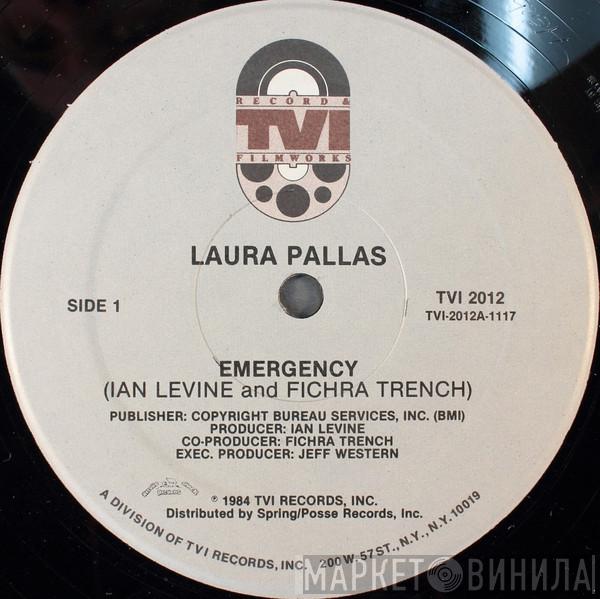 RECORD &
TVI
FILMWORKS
LAURA PALLAS
SIDE 1
TVI 2012
TVI-2012A-1117
EMERGENCY
(IAN LEVINE and FICHRA TRENCH)
PUBLISHER: COPYRIGHT BUREAU SERVICES, INC. (BMI)
PRODUCER: IAN LEVINE
CO-PRODUCER: FICHRA TRENCH
EXEC. PRODUCER: JEFF WESTERN
℗ 1984 TVI RECORDS, INC.
Distributed by Spring/Posse Records, Inc.
A DIVISION OF TVI RECORDS, INC. 200 W. 57 ST., N.Y., N.Y. 10019
МАРКЕТ ВИНИЛА